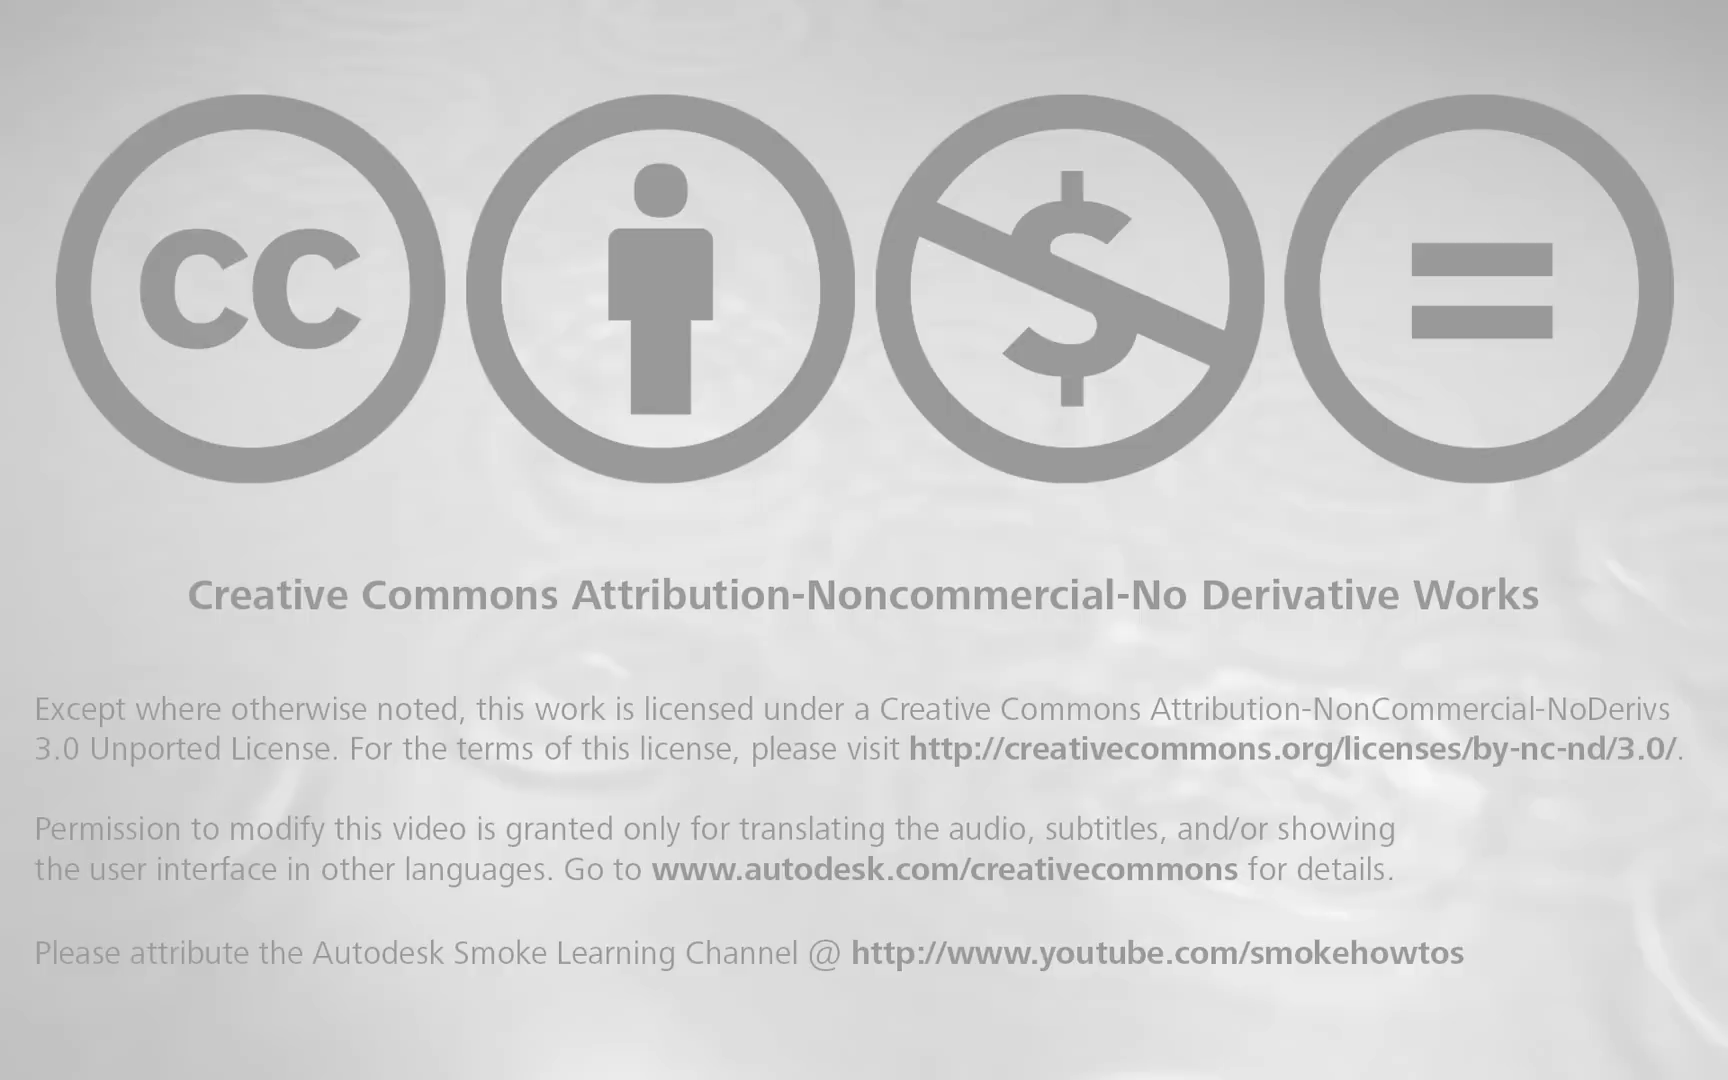 cc
$
=
Creative Commons Attribution-Noncommercial-No Derivative Works
Except where otherwise noted, this work is licensed under a Creative Commons Attribution-NonCommercial-NoDerivs
3.0 Unported License. For the terms of this license, please visit http://creativecommons.org/licenses/by-nc-nd/3.0/.
Permission to modify this video is granted only for translating the audio, subtitles, and/or showing
the user interface in other languages. Go to www.autodesk.com/creativecommons for details.
Please attribute the Autodesk Smoke Learning Channel @ http://www.youtube.com/smokehowtos